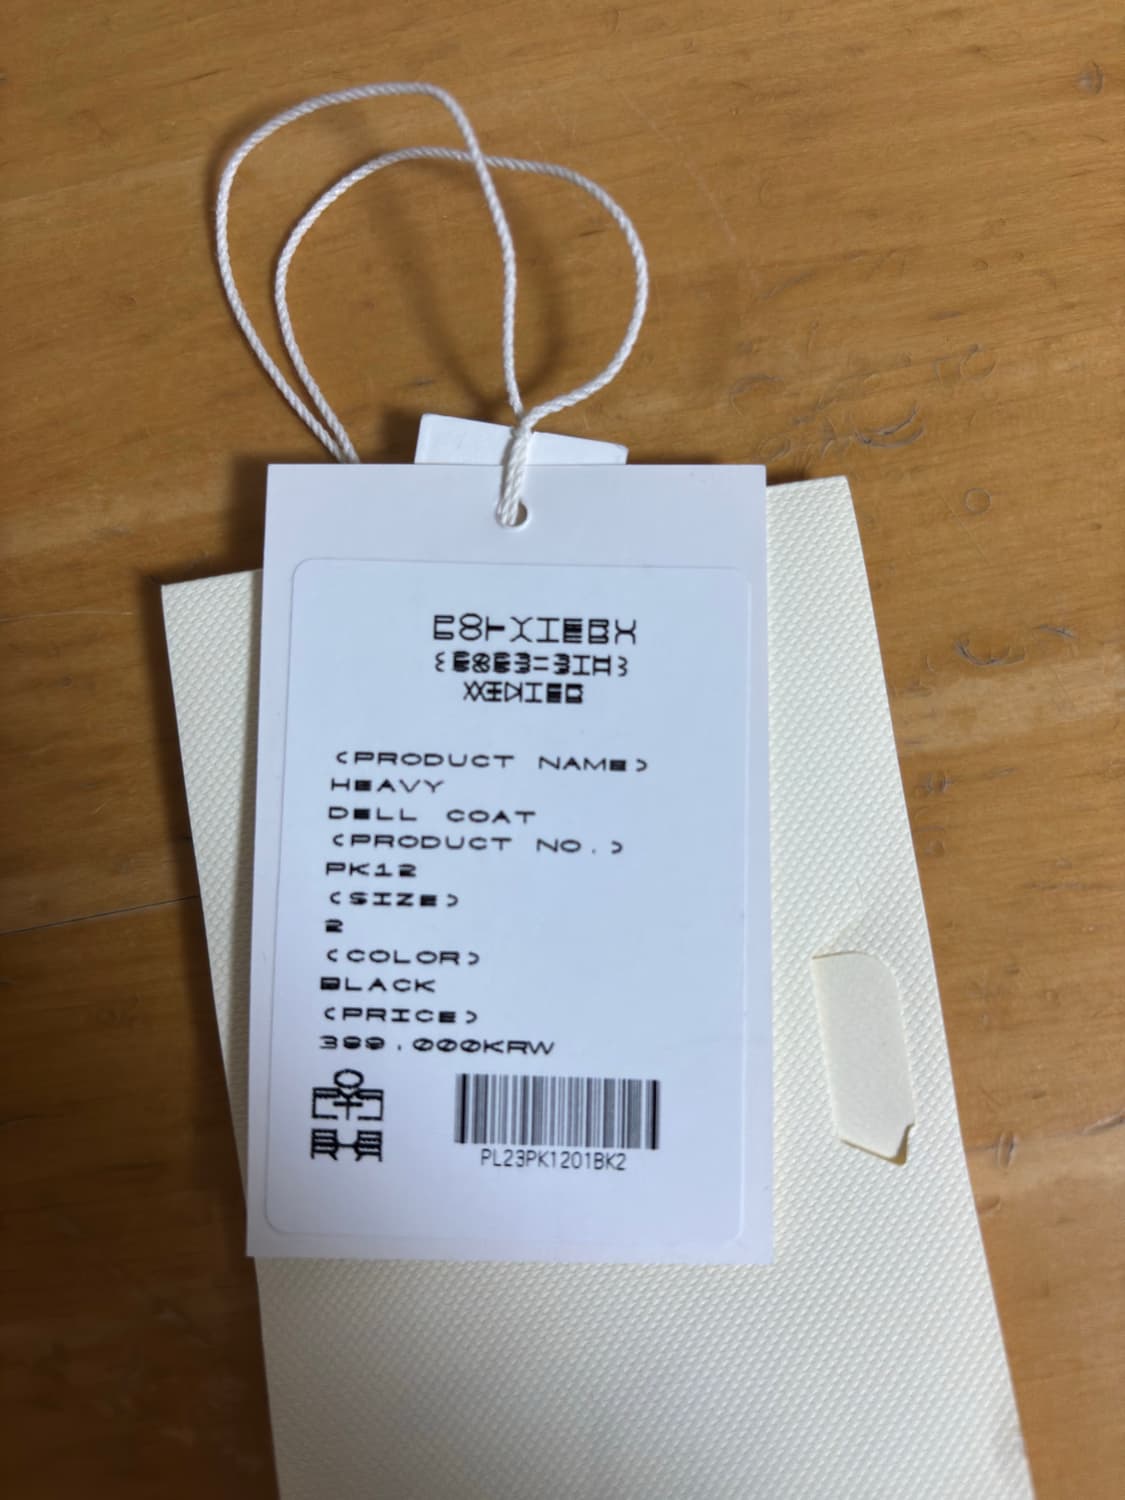 <PRODUCT NAME>
HEAVY
DELL COAT
<PRODUCT NO.>
PK12
<SIZE>
2
<COLOR>
BLACK
<PRICE>
399.000KRW
PL23PK1201BK2